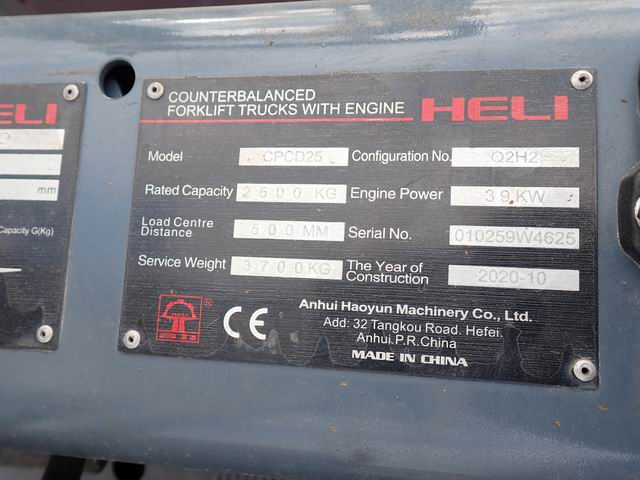 COUNTERBALANCED
FORKLIFT TRUCKS WITH ENGINE HELI
Model CPCD25 Configuration No. Q2H2
Rated Capacity 2500KG Engine Power 39KW
Load Centre
Distance 500MM Serial No. 010259W4625
Service Weight 3700KG The Year of
Construction 2020-10
HELI
® CE
Anhui Haoyun Machinery Co., Ltd.
Add: 32 Tangkou Road. Hefei.
Anhui.P.R.China
MADE IN CHINA
ELI
mm
Capacity G(Kg)